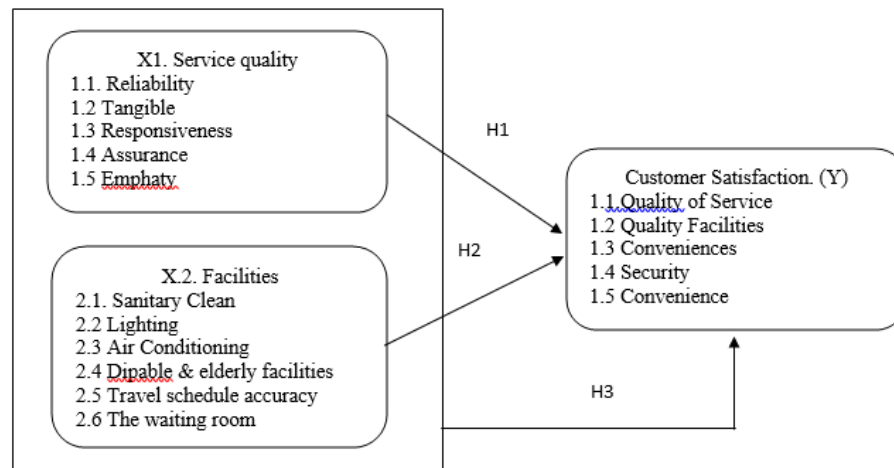 X1. Service quality
1.1. Reliability
1.2 Tangible
1.3 Responsiveness
1.4 Assurance
1.5 Emphaty
H1
Customer Satisfaction. (Y)
1.1 Quality of Service
1.2 Quality Facilities
1.3 Conveniences
1.4 Security
1.5 Convenience
H2
X.2. Facilities
2.1. Sanitary Clean
2.2 Lighting
2.3 Air Conditioning
2.4 Dipable & elderly facilities
2.5 Travel schedule accuracy
2.6 The waiting room
H3